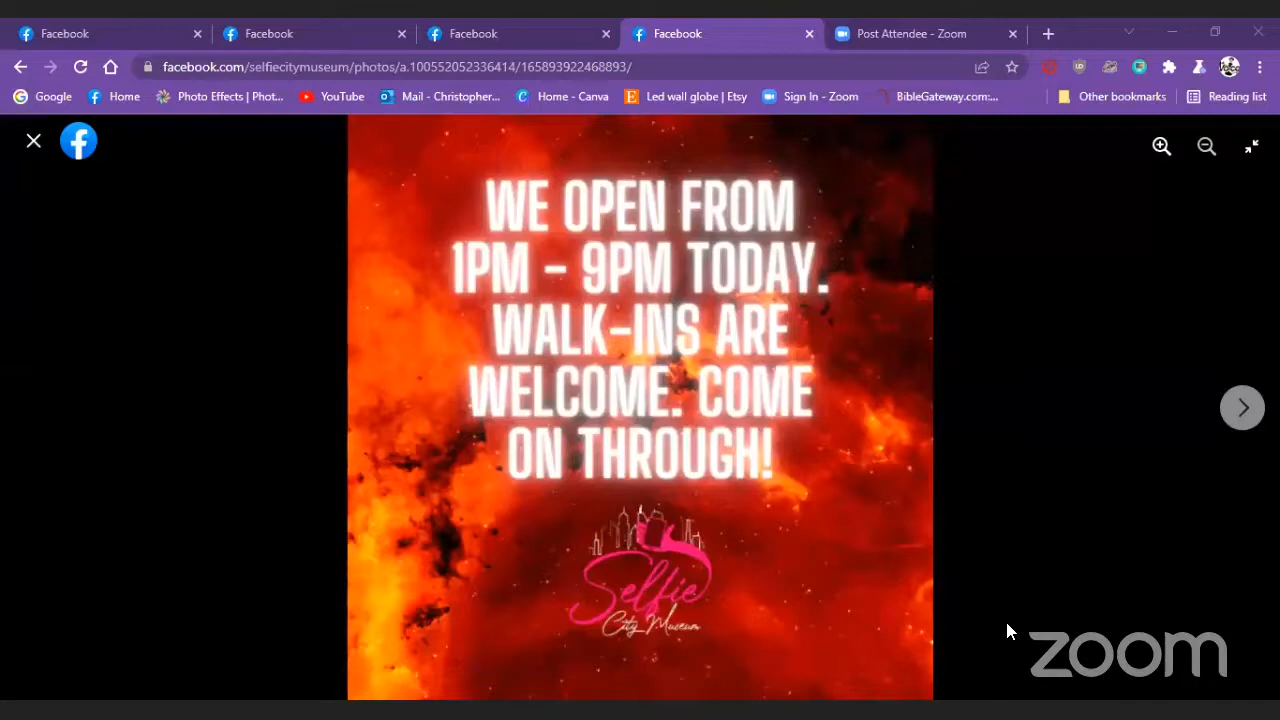 Facebook
Facebook
Facebook
Facebook
Post Attendee - Zoom
facebook.com/selfiecitymuseum/photos/a.100552052336414/165893922468893/
Google
Home
Photo Effects | Phot...
YouTube
Mail - Christopher...
Home - Canva
Led wall globe | Etsy
Sign In - Zoom
BibleGateway.com:...
Other bookmarks
Reading list
WE OPEN FROM
1PM - 9PM TODAY.
WALK-INS ARE
WELCOME. COME
ON THROUGH!
Selfie
City Museum
zoom